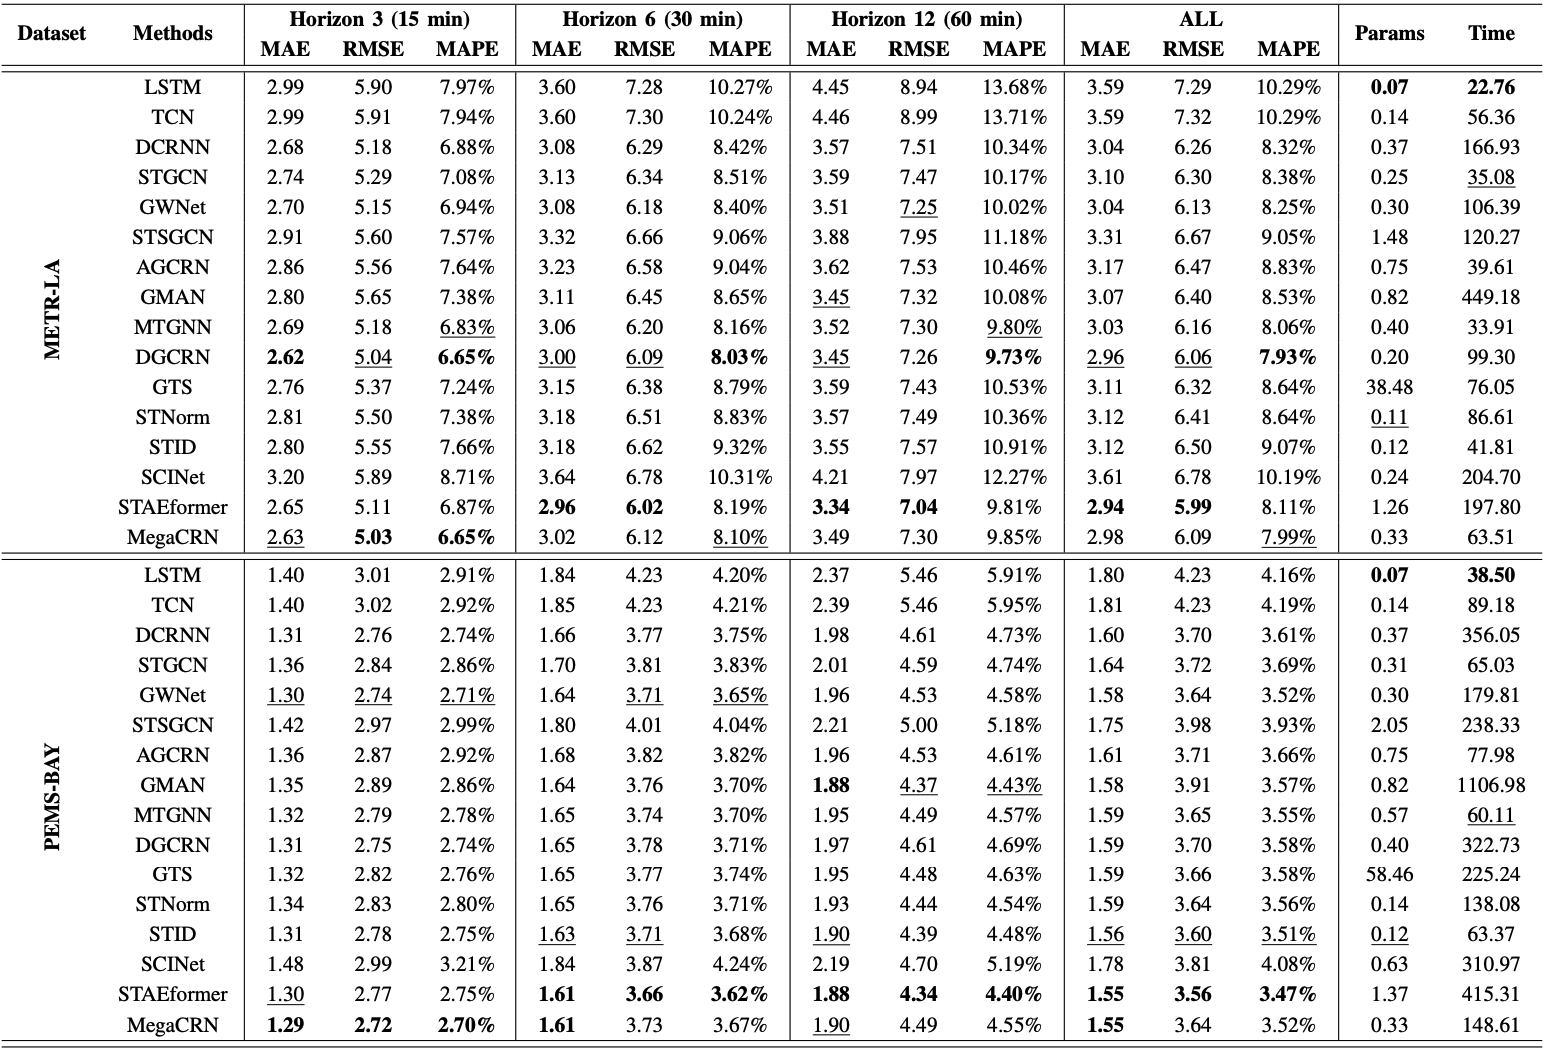 Dataset Methods Horizon 3 (15 min) Horizon 6 (30 min) Horizon 12 (60 min) ALL Params Time
MAE RMSE MAPE MAE RMSE MAPE MAE RMSE MAPE MAE RMSE MAPE
METR-LA
LSTM 2.99 5.90 7.97% 3.60 7.28 10.27% 4.45 8.94 13.68% 3.59 7.29 10.29% 0.07 22.76
TCN 2.99 5.91 7.94% 3.60 7.30 10.24% 4.46 8.99 13.71% 3.59 7.32 10.29% 0.14 56.36
DCRNN 2.68 5.18 6.88% 3.08 6.29 8.42% 3.57 7.51 10.34% 3.04 6.26 8.32% 0.37 166.93
STGCN 2.74 5.29 7.08% 3.13 6.34 8.51% 3.59 7.47 10.17% 3.10 6.30 8.38% 0.25 35.08
GWNet 2.70 5.15 6.94% 3.08 6.18 8.40% 3.51 7.25 10.02% 3.04 6.13 8.25% 0.30 106.39
STSGCN 2.91 5.60 7.57% 3.32 6.66 9.06% 3.88 7.95 11.18% 3.31 6.67 9.05% 1.48 120.27
AGCRN 2.86 5.56 7.64% 3.23 6.58 9.04% 3.62 7.53 10.46% 3.17 6.47 8.83% 0.75 39.61
GMAN 2.80 5.65 7.38% 3.11 6.45 8.65% 3.45 7.32 10.08% 3.07 6.40 8.53% 0.82 449.18
MTGNN 2.69 5.18 6.83% 3.06 6.20 8.16% 3.52 7.30 9.80% 3.03 6.16 8.06% 0.40 33.91
DGCRN 2.62 5.04 6.65% 3.00 6.09 8.03% 3.45 7.26 9.73% 2.96 6.06 7.93% 0.20 99.30
GTS 2.76 5.37 7.24% 3.15 6.38 8.79% 3.59 7.43 10.53% 3.11 6.32 8.64% 38.48 76.05
STNorm 2.81 5.50 7.38% 3.18 6.51 8.83% 3.57 7.49 10.36% 3.12 6.41 8.64% 0.11 86.61
STID 2.80 5.55 7.66% 3.18 6.62 9.32% 3.55 7.57 10.91% 3.12 6.50 9.07% 0.12 41.81
SCINet 3.20 5.89 8.71% 3.64 6.78 10.31% 4.21 7.97 12.27% 3.61 6.78 10.19% 0.24 204.70
STAEformer 2.65 5.11 6.87% 2.96 6.02 8.19% 3.34 7.04 9.81% 2.94 5.99 8.11% 1.26 197.80
MegaCRN 2.63 5.03 6.65% 3.02 6.12 8.10% 3.49 7.30 9.85% 2.98 6.09 7.99% 0.33 63.51
PEMS-BAY
LSTM 1.40 3.01 2.91% 1.84 4.23 4.20% 2.37 5.46 5.91% 1.80 4.23 4.16% 0.07 38.50
TCN 1.40 3.02 2.92% 1.85 4.23 4.21% 2.39 5.46 5.95% 1.81 4.23 4.19% 0.14 89.18
DCRNN 1.31 2.76 2.74% 1.66 3.77 3.75% 1.98 4.61 4.73% 1.60 3.70 3.61% 0.37 356.05
STGCN 1.36 2.84 2.86% 1.70 3.81 3.83% 2.01 4.59 4.74% 1.64 3.72 3.69% 0.31 65.03
GWNet 1.30 2.74 2.71% 1.64 3.71 3.65% 1.96 4.53 4.58% 1.58 3.64 3.52% 0.30 179.81
STSGCN 1.42 2.97 2.99% 1.80 4.01 4.04% 2.21 5.00 5.18% 1.75 3.98 3.93% 2.05 238.33
AGCRN 1.36 2.87 2.92% 1.68 3.82 3.82% 1.96 4.53 4.61% 1.61 3.71 3.66% 0.75 77.98
GMAN 1.35 2.89 2.86% 1.64 3.76 3.70% 1.88 4.37 4.43% 1.58 3.91 3.57% 0.82 1106.98
MTGNN 1.32 2.79 2.78% 1.65 3.74 3.70% 1.95 4.49 4.57% 1.59 3.65 3.55% 0.57 60.11
DGCRN 1.31 2.75 2.74% 1.65 3.78 3.71% 1.97 4.61 4.69% 1.59 3.70 3.58% 0.40 322.73
GTS 1.32 2.82 2.76% 1.65 3.77 3.74% 1.95 4.48 4.63% 1.59 3.66 3.58% 58.46 225.24
STNorm 1.34 2.83 2.80% 1.65 3.76 3.71% 1.93 4.44 4.54% 1.59 3.64 3.56% 0.14 138.08
STID 1.31 2.78 2.75% 1.63 3.71 3.68% 1.90 4.39 4.48% 1.56 3.60 3.51% 0.12 63.37
SCINet 1.48 2.99 3.21% 1.84 3.87 4.24% 2.19 4.70 5.19% 1.78 3.81 4.08% 0.63 310.97
STAEformer 1.30 2.77 2.75% 1.61 3.66 3.62% 1.88 4.34 4.40% 1.55 3.56 3.47% 1.37 415.31
MegaCRN 1.29 2.72 2.70% 1.61 3.73 3.67% 1.90 4.49 4.55% 1.55 3.64 3.52% 0.33 148.61